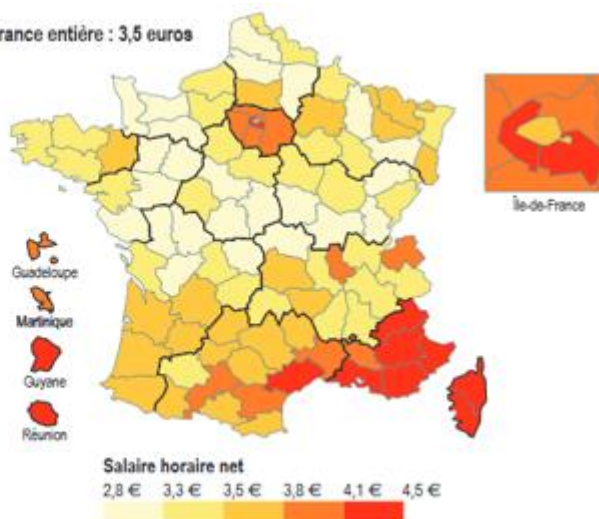 rance entière : 3,5 euros
Île-de-France
Guadeloupe
Martinique
Guyane
Réunion
Salaire horaire net
2,8 € 3,3 € 3,5 € 3,8 € 4,1 € 4,5 €